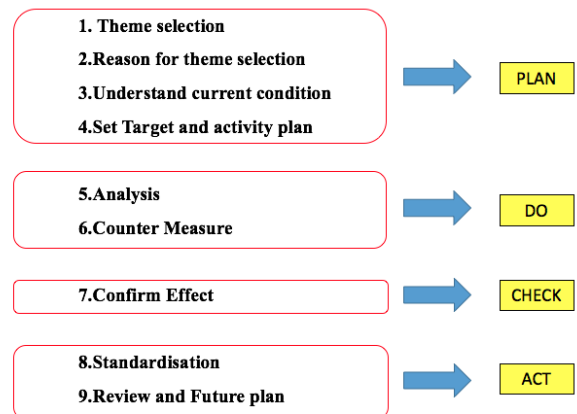 1. Theme selection
2.Reason for theme selection
3.Understand current condition
4.Set Target and activity plan
PLAN
5.Analysis
6.Counter Measure
DO
7.Confirm Effect
CHECK
8.Standardisation
9.Review and Future plan
ACT